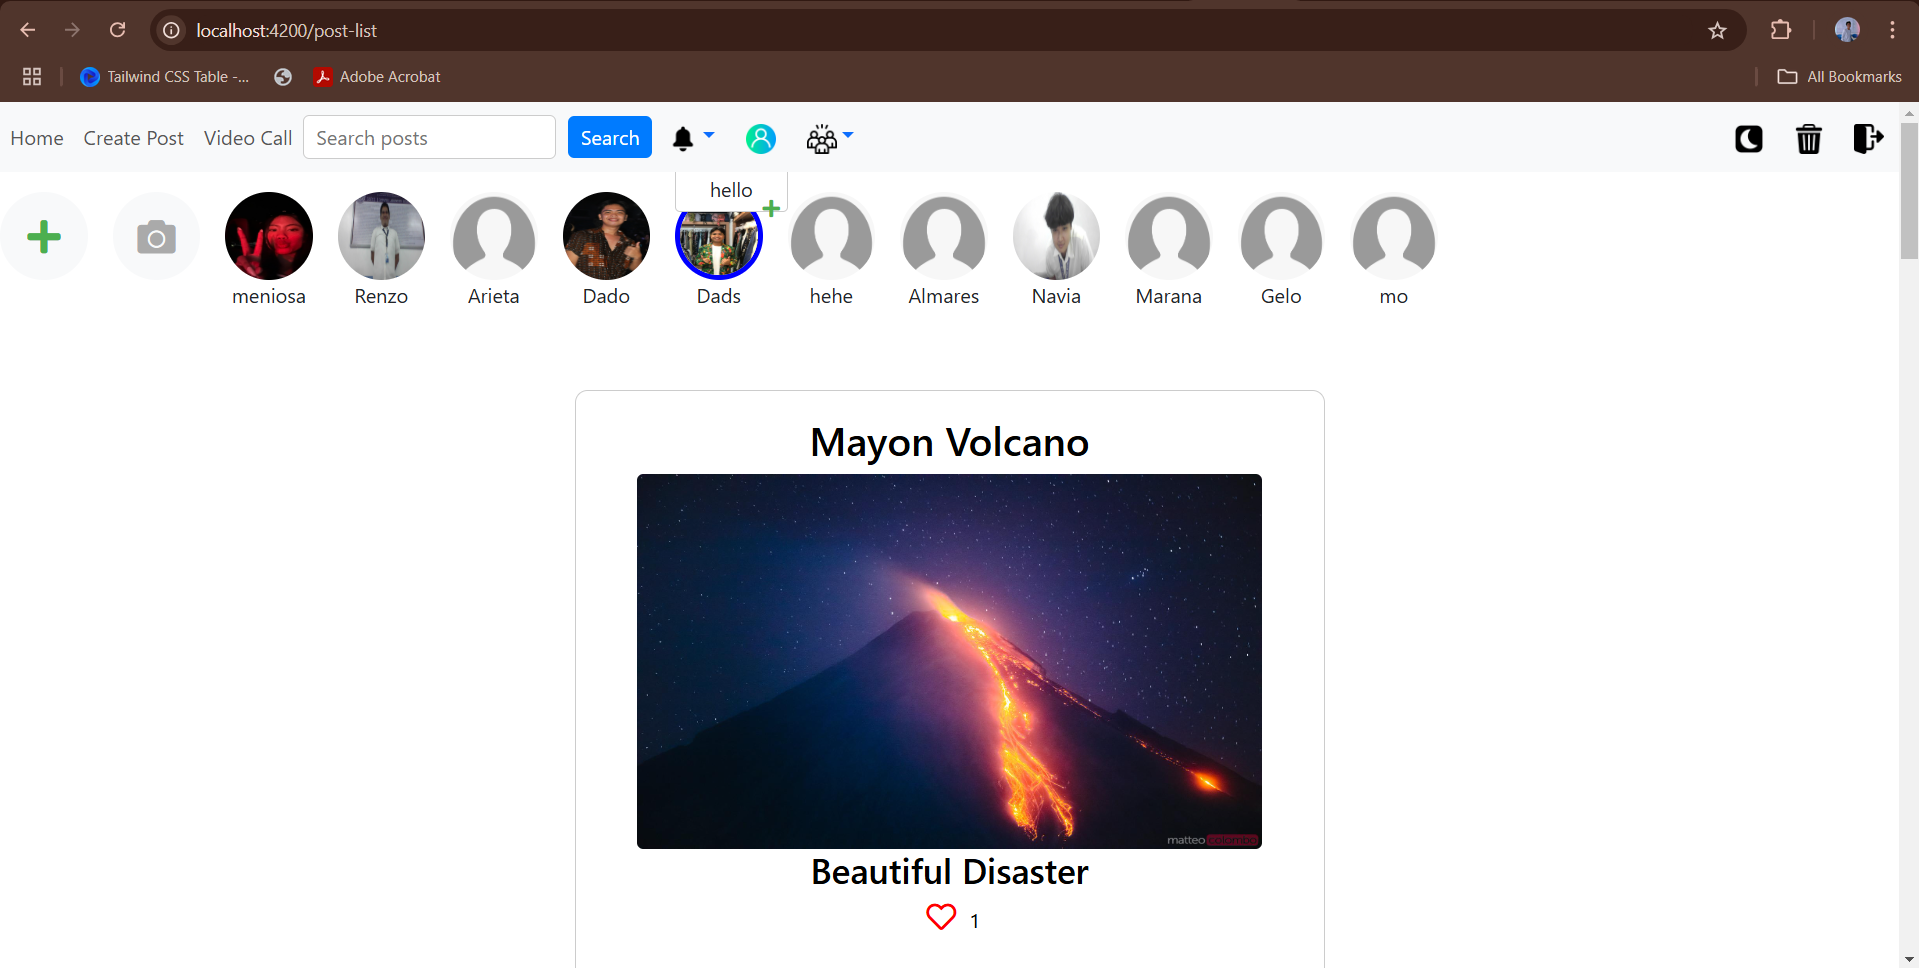 localhost:4200/post-list
Tailwind CSS Table -...
Adobe Acrobat
All Bookmarks
Home Create Post Video Call Search posts Search
hello
meniosa Renzo Arieta Dado Dads hehe Almares Navia Marana Gelo mo
Mayon Volcano
matteo
Beautiful Disaster
1